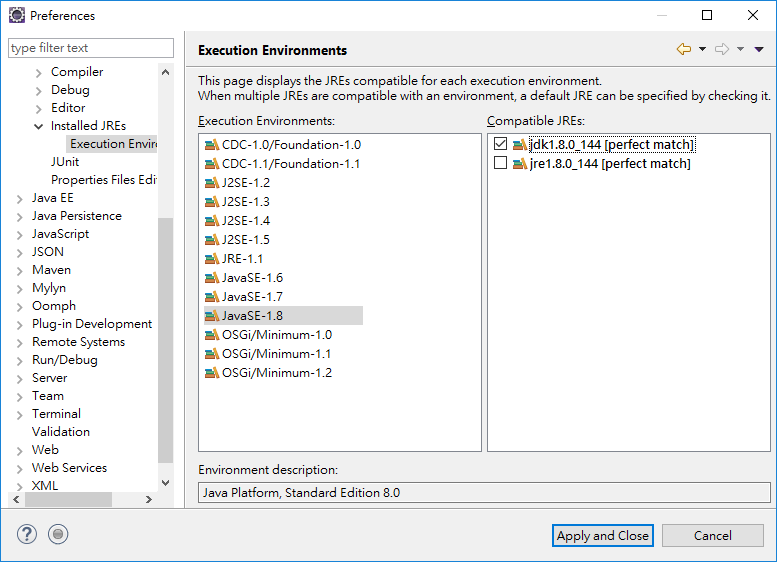 Preferences
type filter text
Compiler
Debug
Editor
Installed JREs
Execution Envir
JUnit
Properties Files Edit
Java EE
Java Persistence
JavaScript
JSON
Maven
Mylyn
Oomph
Plug-in Development
Remote Systems
Run/Debug
Server
Team
Terminal
Validation
Web
Web Services
XML
Execution Environments
This page displays the JREs compatible for each execution environment.
When multiple JREs are compatible with an environment, a default JRE can be specified by checking it.
Execution Environments:
CDC-1.0/Foundation-1.0
CDC-1.1/Foundation-1.1
J2SE-1.2
J2SE-1.3
J2SE-1.4
J2SE-1.5
JRE-1.1
JavaSE-1.6
JavaSE-1.7
JavaSE-1.8
OSGi/Minimum-1.0
OSGi/Minimum-1.1
OSGi/Minimum-1.2
Compatible JREs:
jdk1.8.0_144 [perfect match]
jre1.8.0_144 [perfect match]
Environment description:
Java Platform, Standard Edition 8.0
?
Apply and Close
Cancel